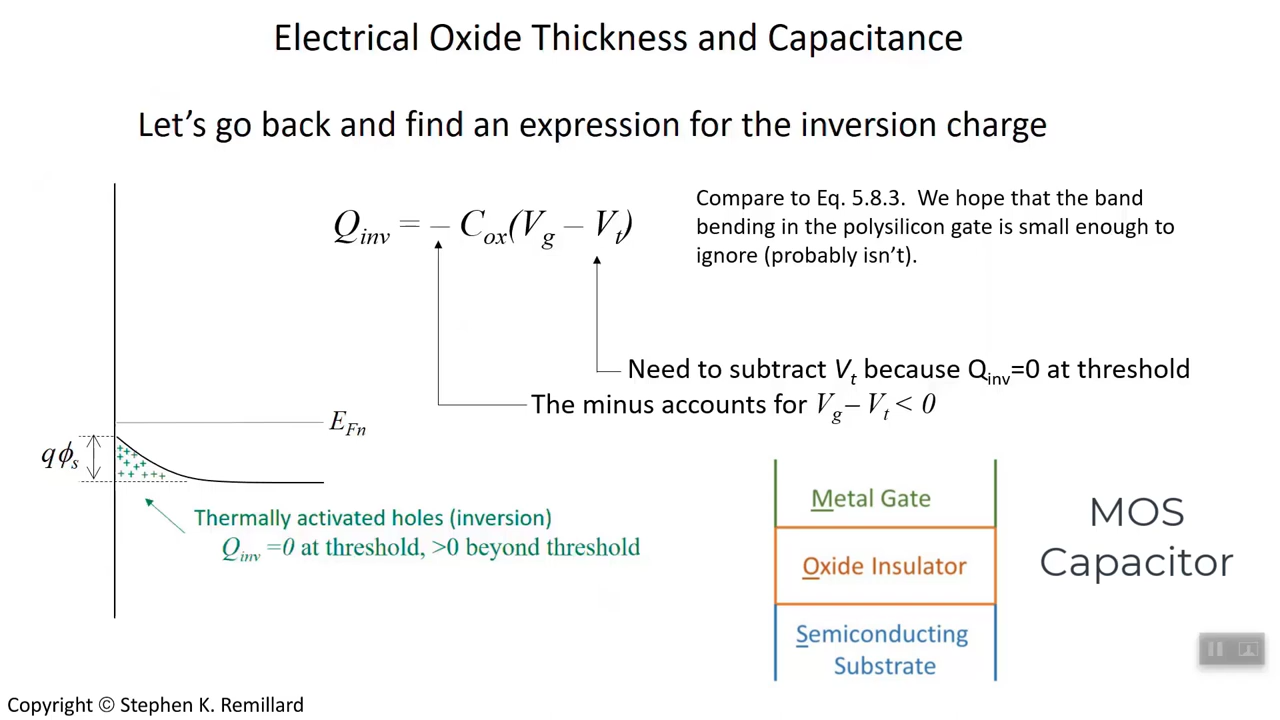 Electrical Oxide Thickness and Capacitance
Let's go back and find an expression for the inversion charge
Q_inv = – C_ox(V_g – V_t)
Compare to Eq. 5.8.3. We hope that the band
bending in the polysilicon gate is small enough to
ignore (probably isn't).
Need to subtract V_t because Q_inv=0 at threshold
The minus accounts for V_g – V_t < 0
E_Fn
qϕ_s
+ + + + + + + + + + + + + + + +
Thermally activated holes (inversion)
Q_inv =0 at threshold, >0 beyond threshold
Metal Gate
Oxide Insulator
Semiconducting
Substrate
MOS
Capacitor
Copyright © Stephen K. Remillard